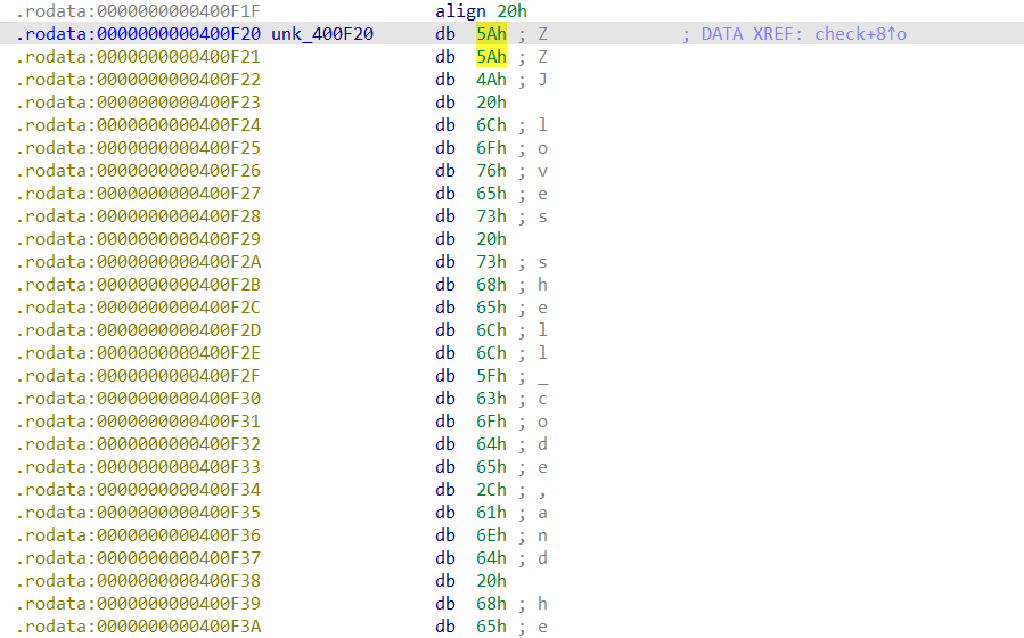 .rodata:0000000000400F1F align 20h
.rodata:0000000000400F20 unk_400F20 db 5Ah ; Z ; DATA XREF: check+8↑o
.rodata:0000000000400F21 db 5Ah ; Z
.rodata:0000000000400F22 db 4Ah ; J
.rodata:0000000000400F23 db 20h
.rodata:0000000000400F24 db 6Ch ; l
.rodata:0000000000400F25 db 6Fh ; o
.rodata:0000000000400F26 db 76h ; v
.rodata:0000000000400F27 db 65h ; e
.rodata:0000000000400F28 db 73h ; s
.rodata:0000000000400F29 db 20h
.rodata:0000000000400F2A db 73h ; s
.rodata:0000000000400F2B db 68h ; h
.rodata:0000000000400F2C db 65h ; e
.rodata:0000000000400F2D db 6Ch ; l
.rodata:0000000000400F2E db 6Ch ; l
.rodata:0000000000400F2F db 5Fh ; _
.rodata:0000000000400F30 db 63h ; c
.rodata:0000000000400F31 db 6Fh ; o
.rodata:0000000000400F32 db 64h ; d
.rodata:0000000000400F33 db 65h ; e
.rodata:0000000000400F34 db 2Ch ; ,
.rodata:0000000000400F35 db 61h ; a
.rodata:0000000000400F36 db 6Eh ; n
.rodata:0000000000400F37 db 64h ; d
.rodata:0000000000400F38 db 20h
.rodata:0000000000400F39 db 68h ; h
.rodata:0000000000400F3A db 65h ; e